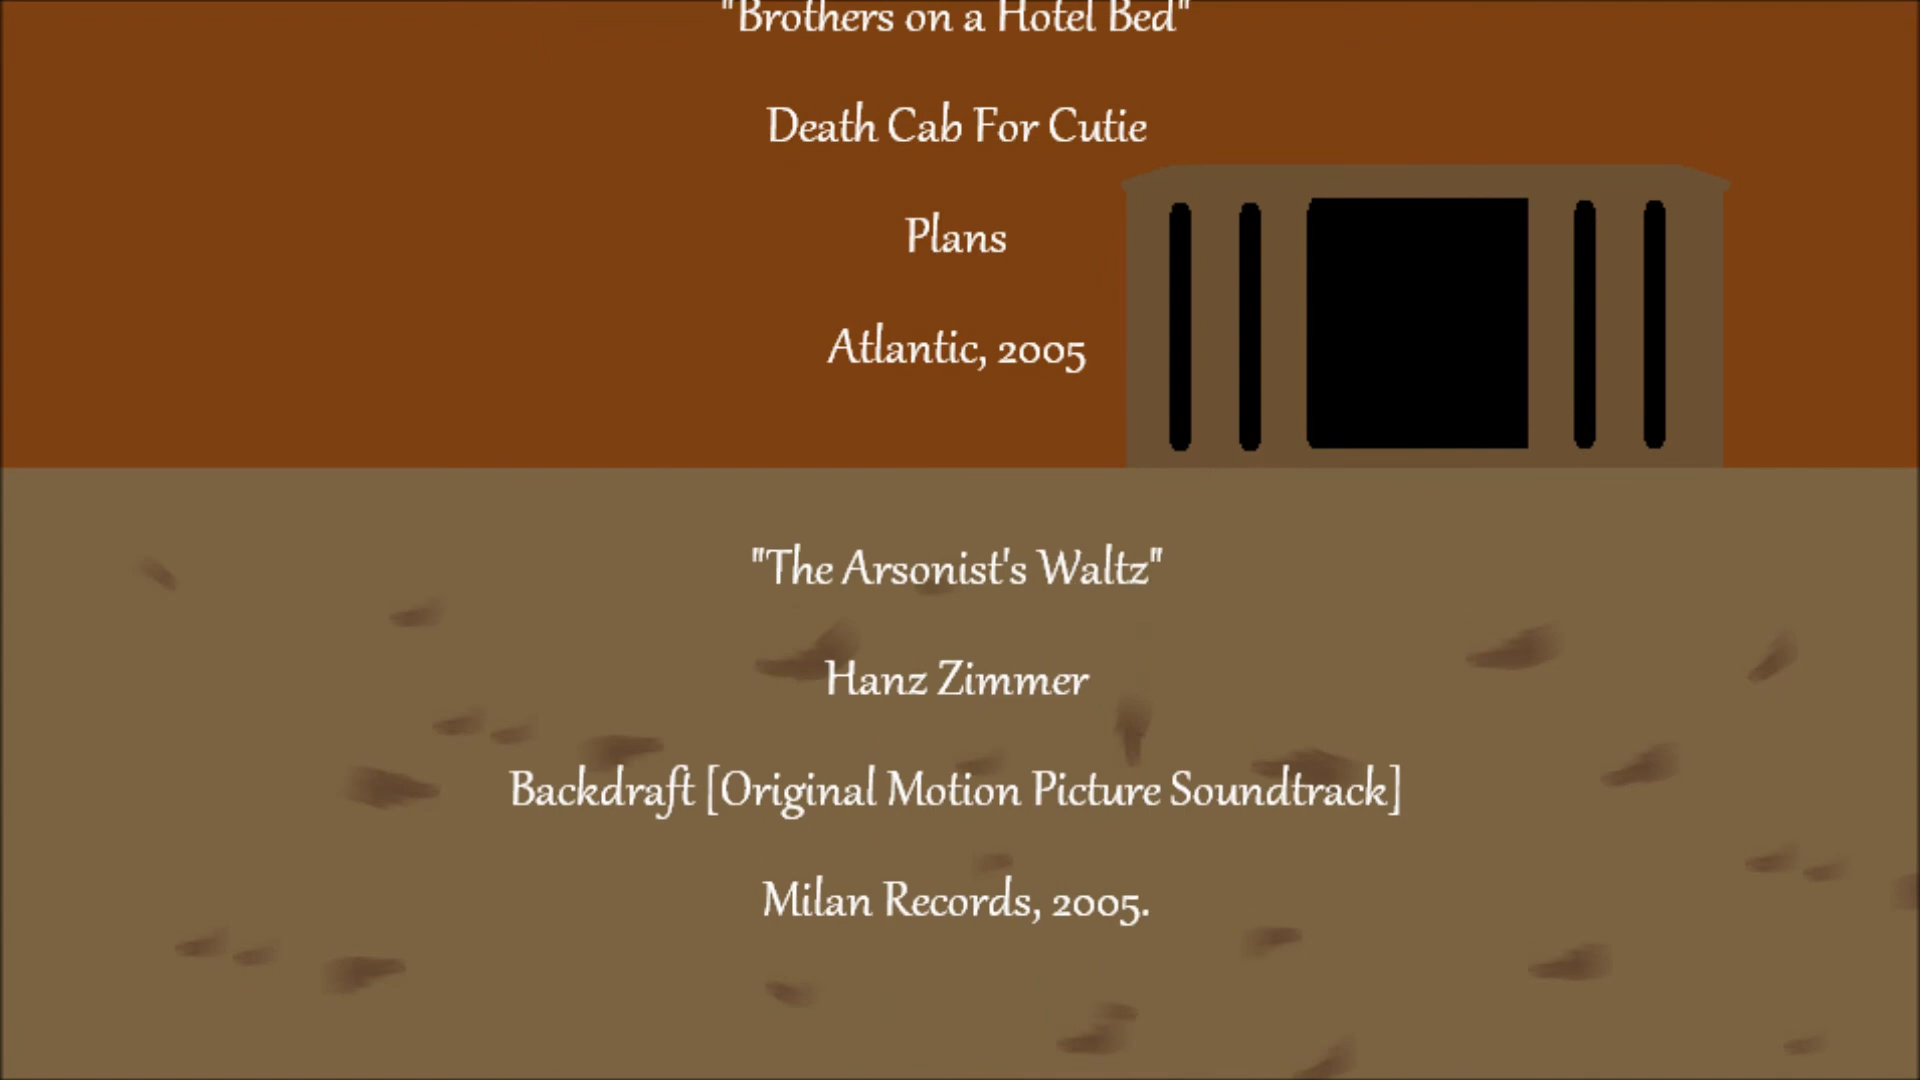 "Brothers on a Hotel Bed"
Death Cab For Cutie
Plans
Atlantic, 2005
"The Arsonist's Waltz"
Hanz Zimmer
Backdraft [Original Motion Picture Soundtrack]
Milan Records, 2005.